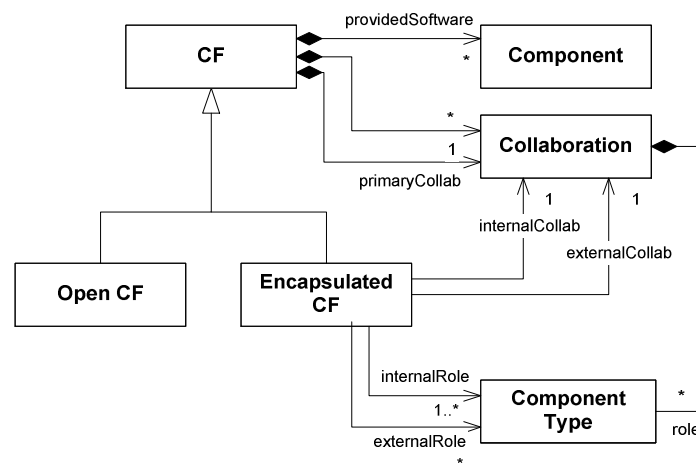 providedSoftware
CF
Component
*
*
Collaboration
1
primaryCollab
1
1
internalCollab
externalCollab
Open CF
Encapsulated
CF
internalRole
Component
Type
*
1..*
role
externalRole
*